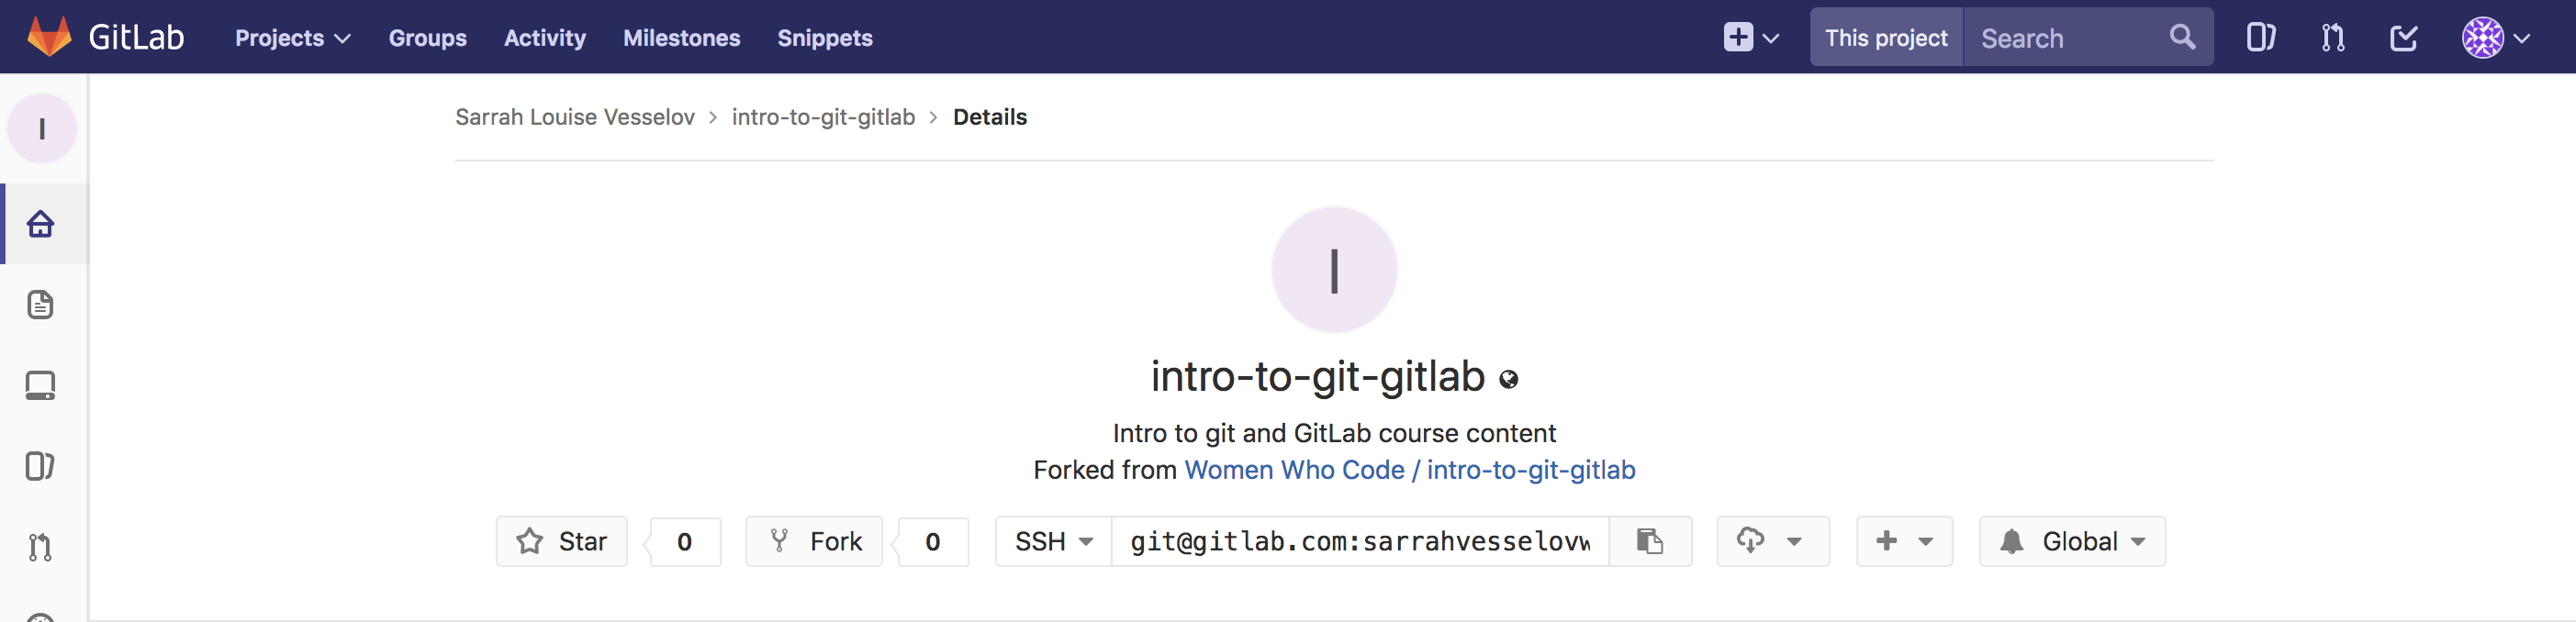 GitLab Projects Groups Activity Milestones Snippets This project Search
I
Sarrah Louise Vesselov > intro-to-git-gitlab > Details
I
intro-to-git-gitlab
Intro to git and GitLab course content
Forked from Women Who Code / intro-to-git-gitlab
Star 0 Fork 0 SSH git@gitlab.com:sarrahvesselovw Global